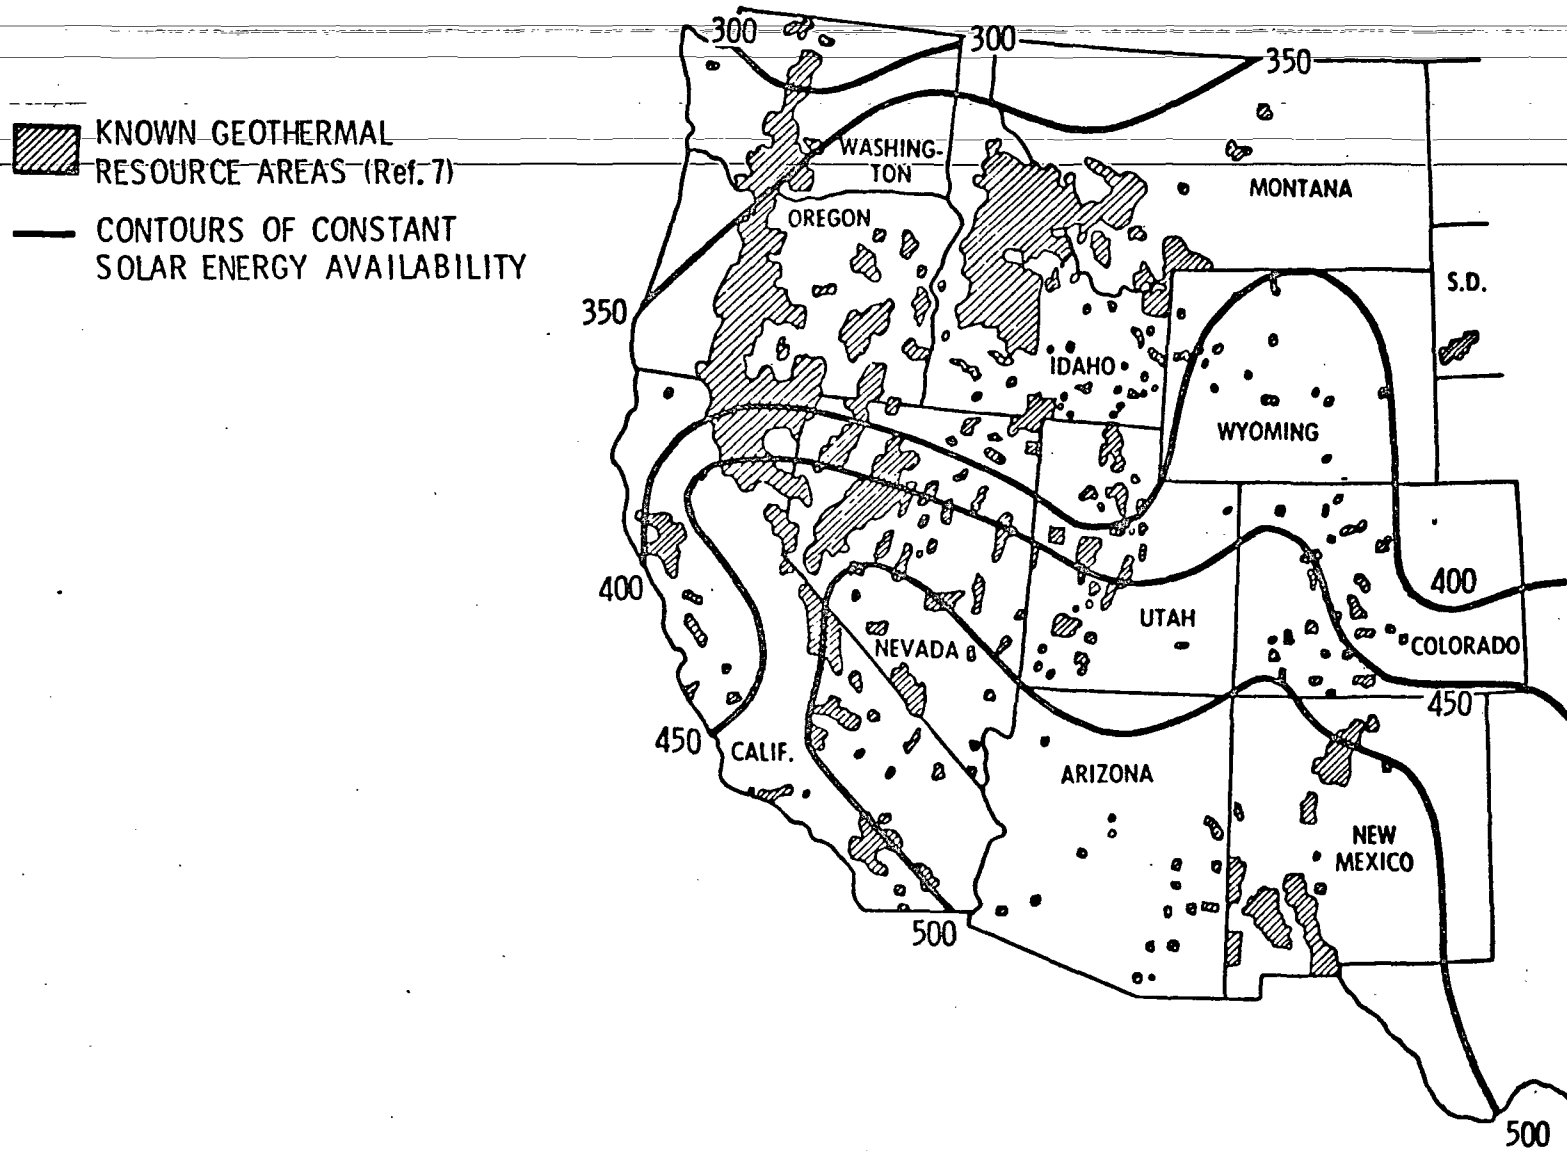 300
300
350
KNOWN GEOTHERMAL
RESOURCE AREAS (Ref. 7)
WASHING-
TON
MONTANA
CONTOURS OF CONSTANT
SOLAR ENERGY AVAILABILITY
OREGON
S.D.
350
IDAHO
WYOMING
400
400
UTAH
NEVADA
COLORADO
450
450
CALIF.
ARIZONA
NEW
MEXICO
500
500